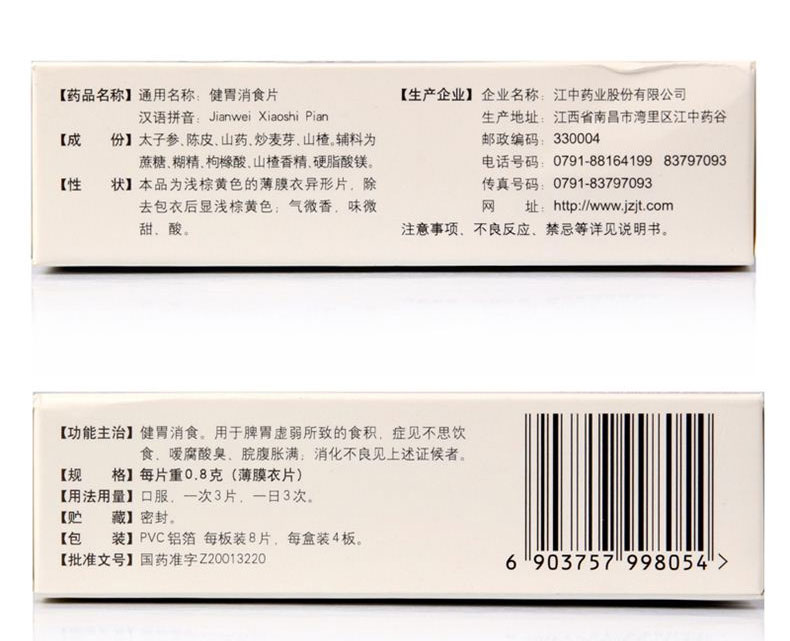 【药品名称】通用名称：健胃消食片
汉语拼音：Jianwei Xiaoshi Pian
【成 份】太子参、陈皮、山药、炒麦芽、山楂。辅料为
蔗糖、糊精、枸橼酸、山楂香精、硬脂酸镁。
【性 状】本品为浅棕黄色的薄膜衣异形片，除
去包衣后显浅棕黄色；气微香，味微
甜、酸。
【生产企业】企业名称：江中药业股份有限公司
生产地址：江西省南昌市湾里区江中药谷
邮政编码：330004
电话号码：0791-88164199 83797093
传真号码：0791-83797093
网 址：http://www.jzjt.com
注意事项、不良反应、禁忌等详见说明书。
【功能主治】健胃消食。用于脾胃虚弱所致的食积，症见不思饮
食、嗳腐酸臭、脘腹胀满；消化不良见上述证候者。
【规 格】每片重0.8克（薄膜衣片）
【用法用量】口服，一次3片，一日3次。
【贮 藏】密封。
【包 装】PVC铝箔 每板装8片，每盒装4板。
【批准文号】国药准字Z20013220
6 903757 998054 >